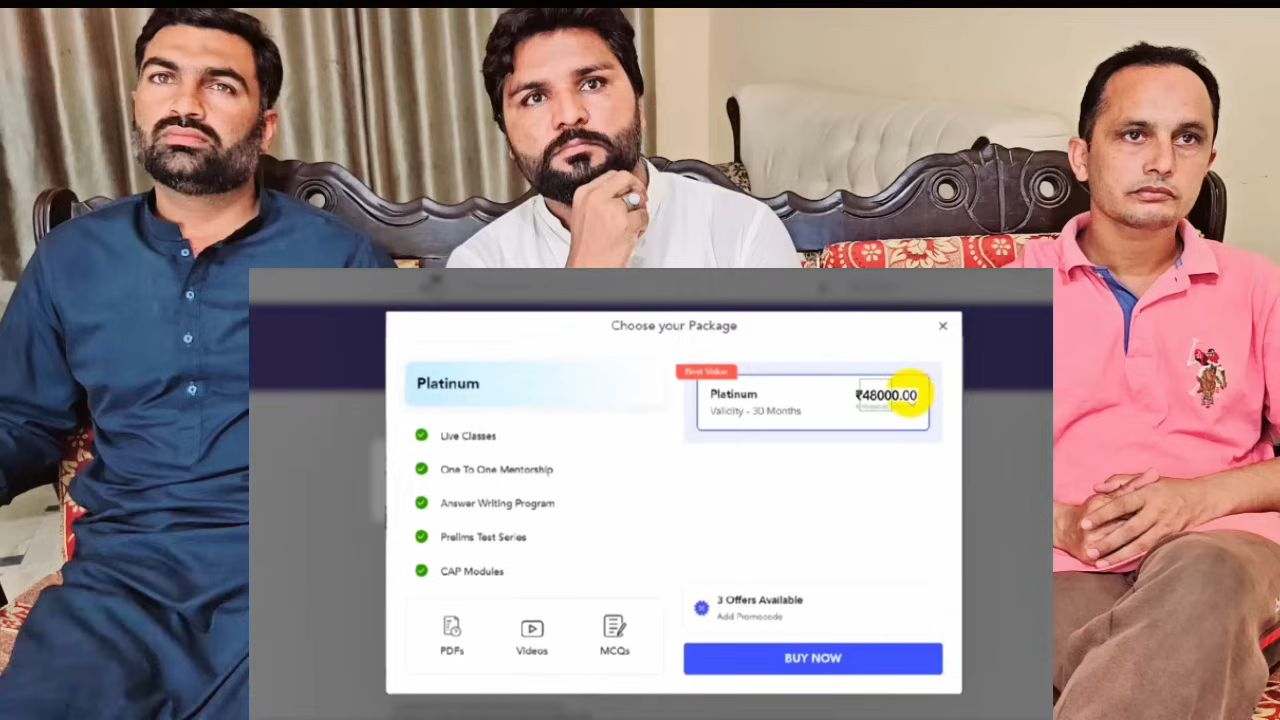 Choose your Package
Platinum
Live Classes
One To One Mentorship
Answer Writing Program
Prelims Test Series
CAP Modules
PDFs
Videos
MCQs
Best Value
Platinum
₹48000.00
Validity - 30 Months
3 Offers Available
Add Promocode
BUY NOW